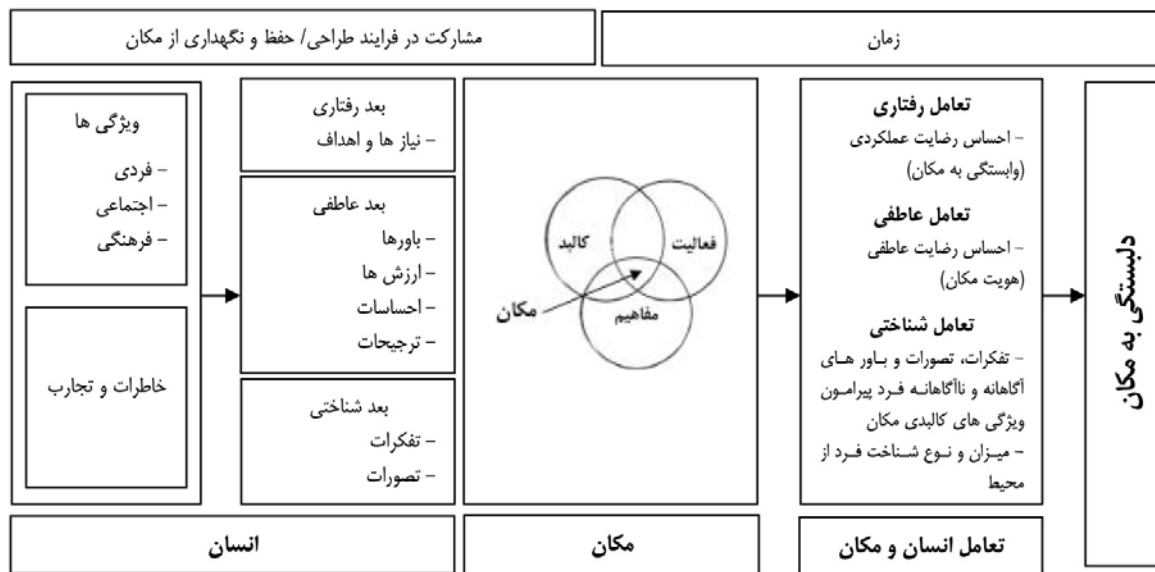 مشارکت در فرایند طراحی/ حفظ و نگهداری از مکان
زمان
ویژگی ها
- فردی
- اجتماعی
- فرهنگی
خاطرات و تجارب
بعد رفتاری
- نیاز ها و اهداف
بعد عاطفی
- باورها
- ارزش ها
- احساسات
- ترجیحات
بعد شناختی
- تفکرات
- تصورات
کالبد
فعالیت
مفاهیم
مکان
تعامل رفتاری
- احساس رضایت عملکردی
(وابستگی به مکان)
تعامل عاطفی
- احساس رضایت عاطفی
(هویت مکان)
تعامل شناختی
- تفکرات، تصورات و باور های
آگاهانه و ناآگاهانه فرد پیرامون
ویژگی های کالبدی مکان
- میزان و نوع شناخت فرد از
محیط
دلبستگی به مکان
انسان
مکان
تعامل انسان و مکان